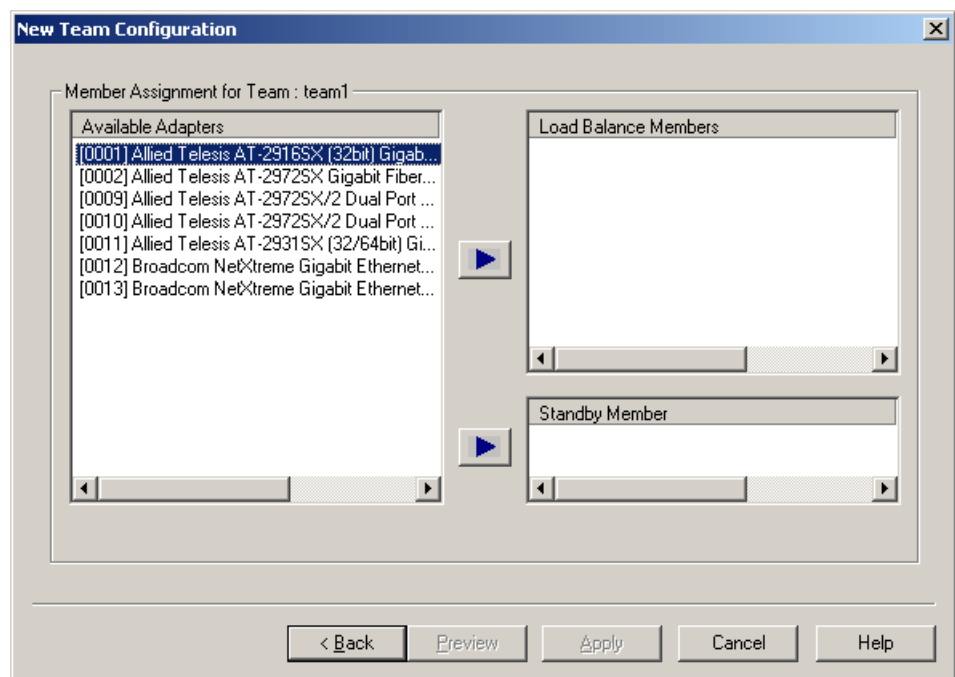 New Team Configuration
Member Assignment for Team : team1
Available Adapters
[0001] Allied Telesis AT-2916SX (32bit) Gigab...
[0002] Allied Telesis AT-2972SX Gigabit Fiber...
[0009] Allied Telesis AT-2972SX/2 Dual Port ...
[0010] Allied Telesis AT-2972SX/2 Dual Port ...
[0011] Allied Telesis AT-2931SX (32/64bit) Gi...
[0012] Broadcom NetXtreme Gigabit Ethernet...
[0013] Broadcom NetXtreme Gigabit Ethernet...
Load Balance Members
Standby Member
< Back
Preview
Apply
Cancel
Help